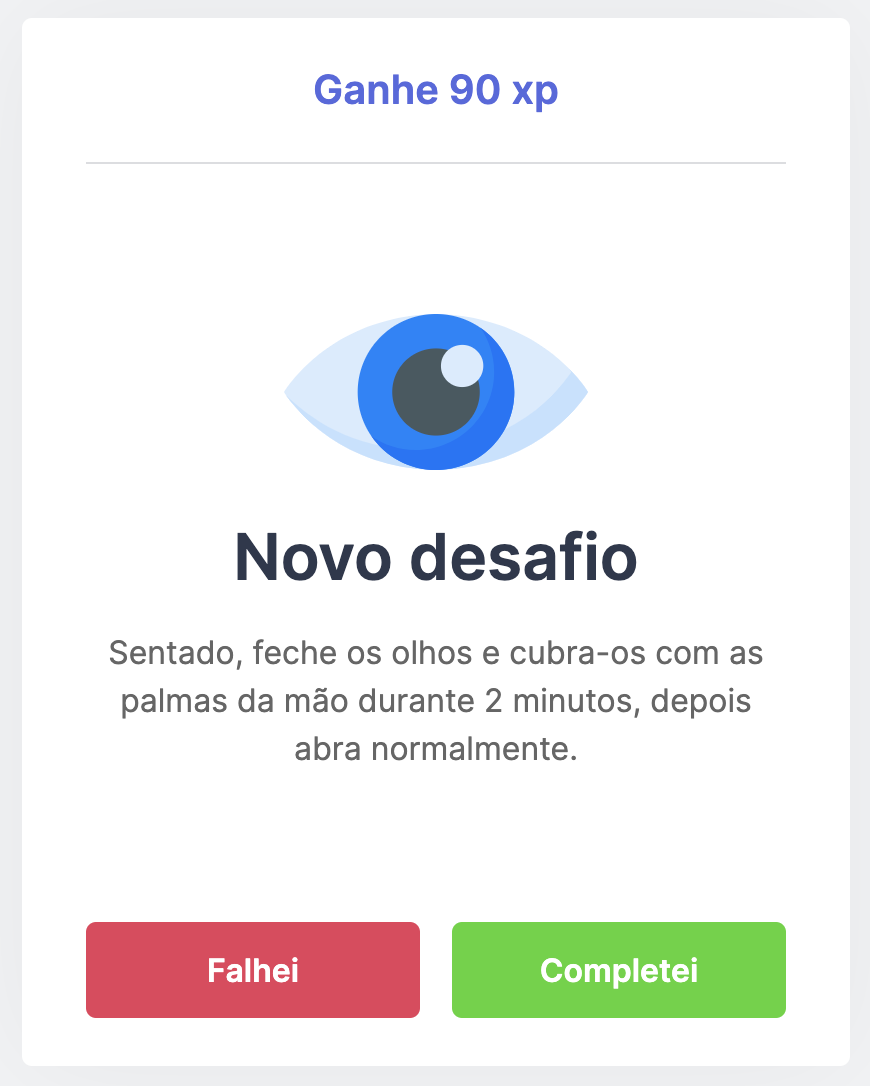 Ganhe 90 xp
Novo desafio
Sentado, feche os olhos e cubra-os com as
palmas da mão durante 2 minutos, depois
abra normalmente.
Falhei
Completei